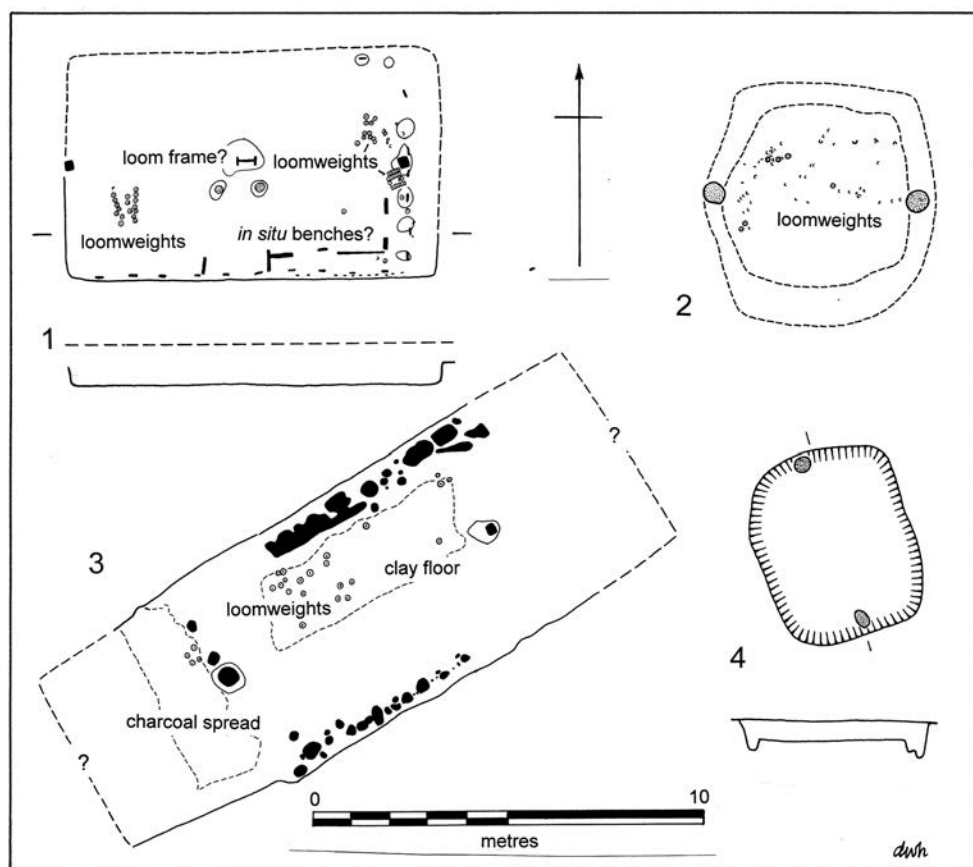 loom frame?
loomweights
loomweights
in situ benches?
1
loomweights
2
?
3
clay floor
loomweights
charcoal spread
?
4
0
10
metres
dwh